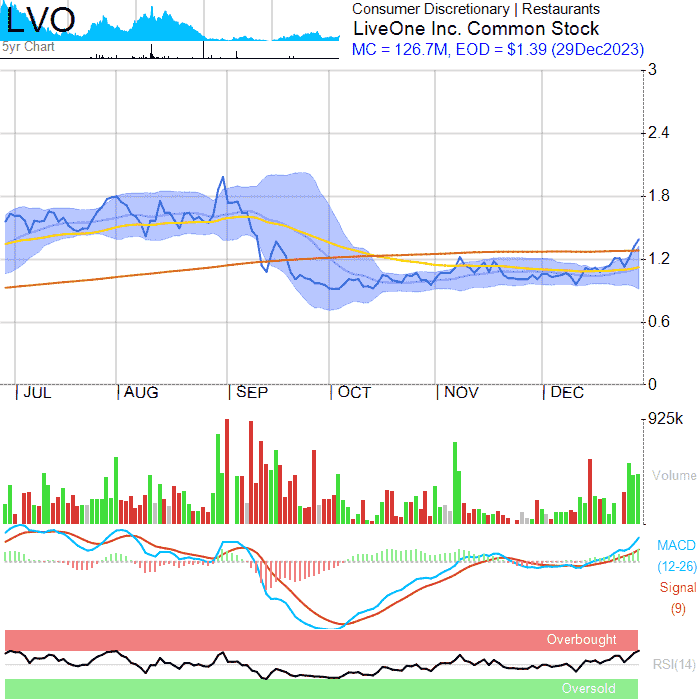 LVO
5yr Chart
Consumer Discretionary | Restaurants
LiveOne Inc. Common Stock
MC = 126.7M, EOD = $1.39 (29Dec2023)
3
2.4
1.8
1.2
0.6
0
| JUL | AUG | SEP | OCT | NOV | DEC
925k
Volume
MACD
(12-26)
Signal
(9)
Overbought
RSI(14)
Oversold